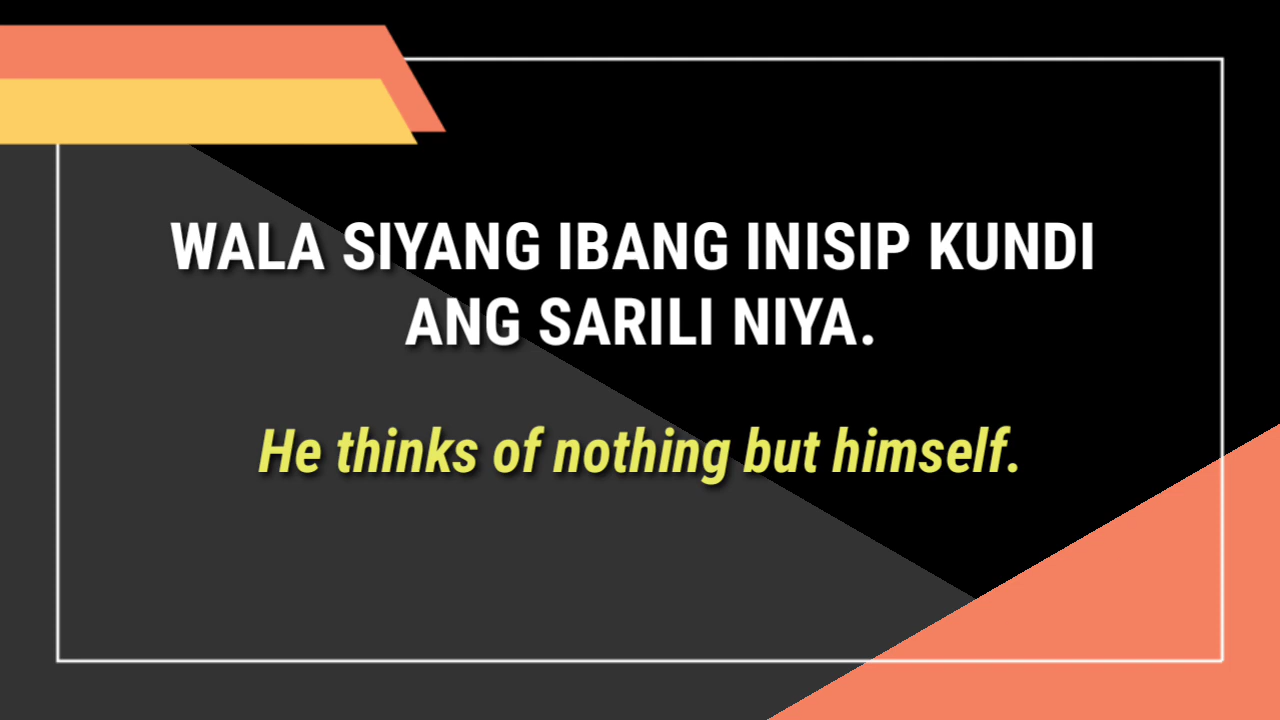 WALA SIYANG IBANG INISIP KUNDI
ANG SARILI NIYA.
He thinks of nothing but himself.